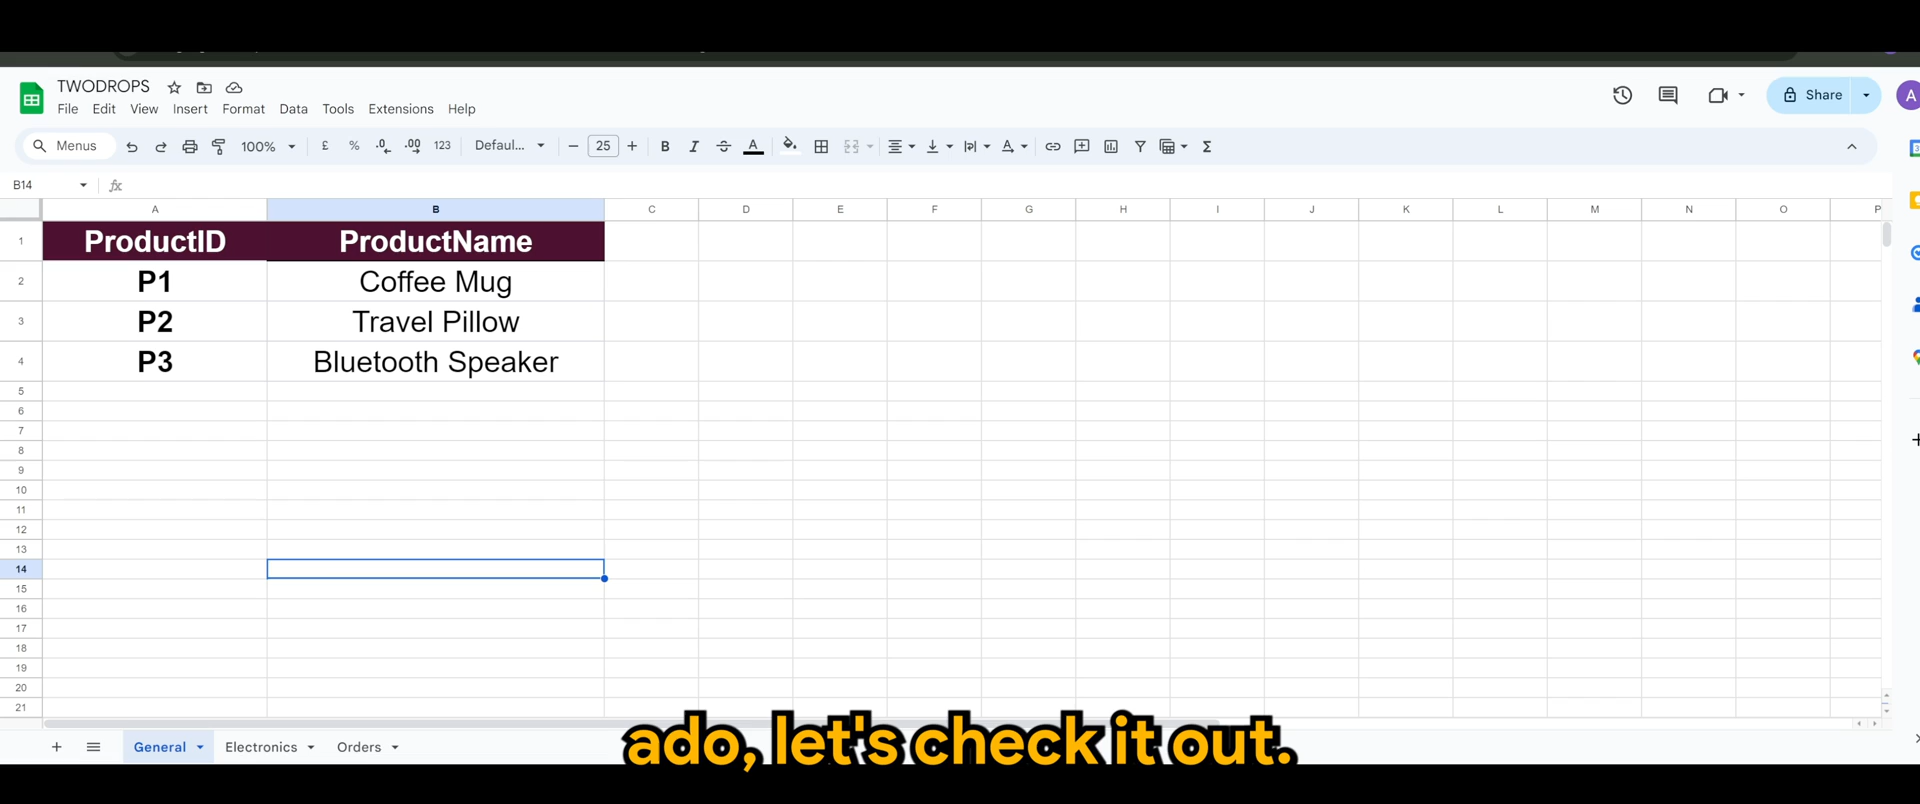 TWODROPS
File Edit View Insert Format Data Tools Extensions Help
Share
A
Menus 100% £ % .0 .00 123 Defaul... − 25 + B I A Σ
B14 fx
A B C D E F G H I J K L M N O P
1 ProductID ProductName
2 P1 Coffee Mug
3 P2 Travel Pillow
4 P3 Bluetooth Speaker
5
6
7
8
9
10
11
12
13
14
15
16
17
18
19
20
21
General Electronics Orders
ado, let's check it out.